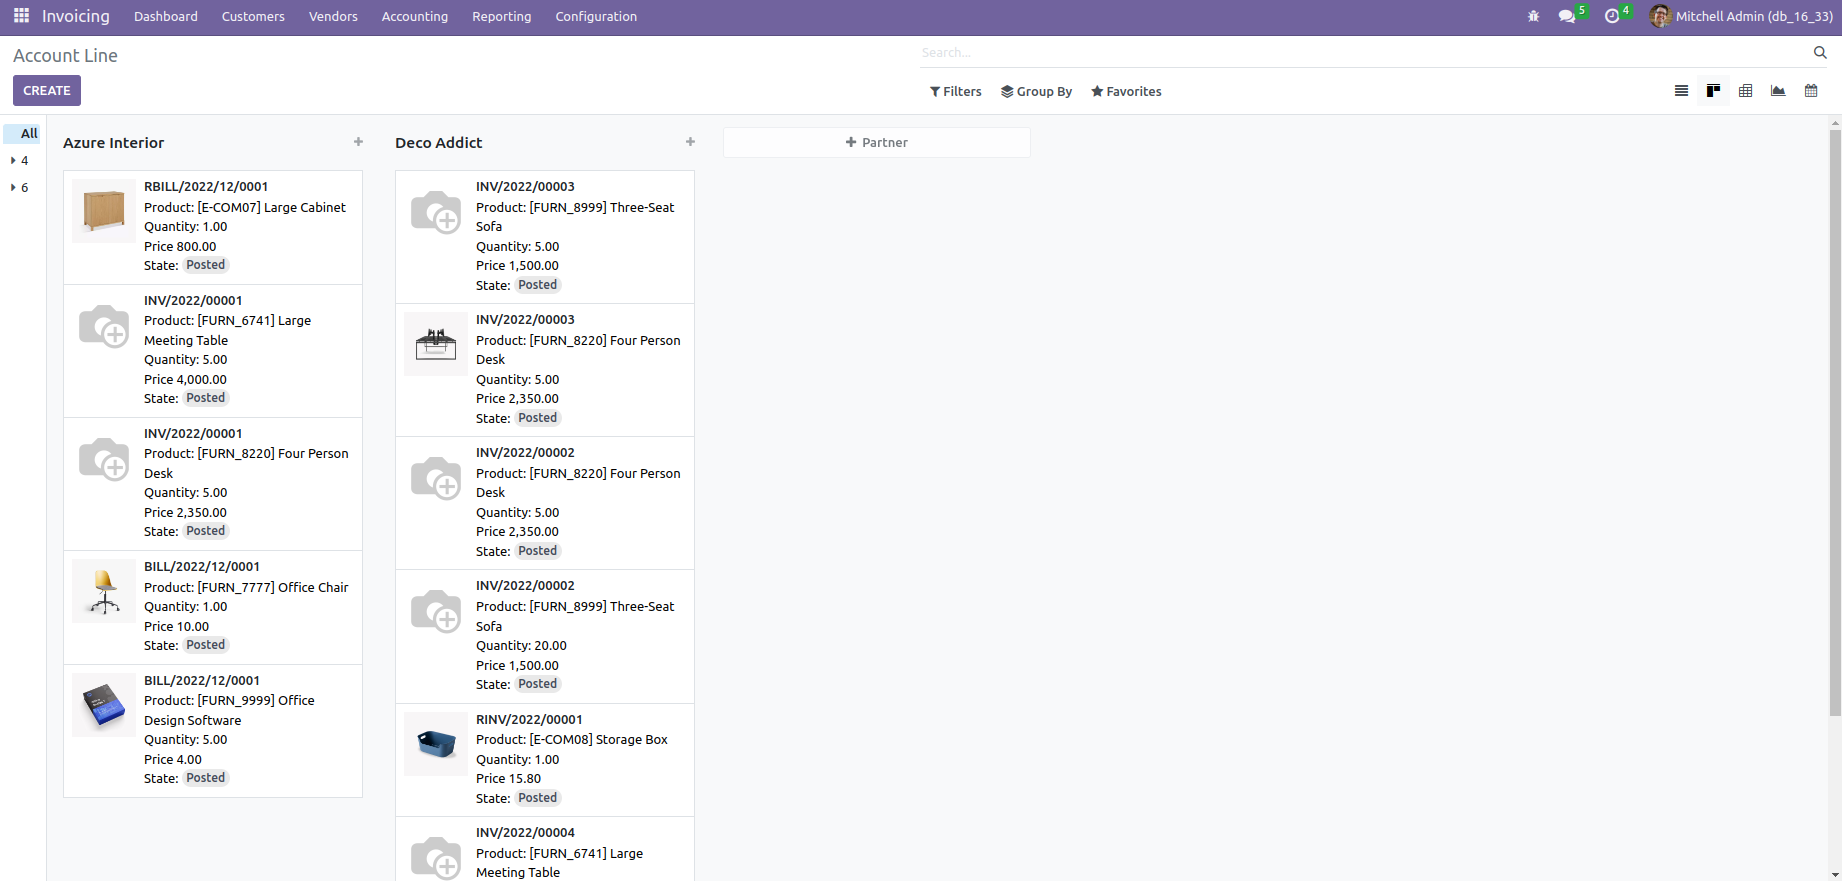 Invoicing Dashboard Customers Vendors Accounting Reporting Configuration 5 4 Mitchell Admin (db_16_33)
Account Line
Search...
CREATE
Filters Group By Favorites
All
4
6
Azure Interior
RBILL/2022/12/0001
Product: [E-COM07] Large Cabinet
Quantity: 1.00
Price 800.00
State: Posted
INV/2022/00001
Product: [FURN_6741] Large
Meeting Table
Quantity: 5.00
Price 4,000.00
State: Posted
INV/2022/00001
Product: [FURN_8220] Four Person
Desk
Quantity: 5.00
Price 2,350.00
State: Posted
BILL/2022/12/0001
Product: [FURN_7777] Office Chair
Quantity: 1.00
Price 10.00
State: Posted
BILL/2022/12/0001
Product: [FURN_9999] Office
Design Software
Quantity: 5.00
Price 4.00
State: Posted
Deco Addict
INV/2022/00003
Product: [FURN_8999] Three-Seat
Sofa
Quantity: 5.00
Price 1,500.00
State: Posted
INV/2022/00003
Product: [FURN_8220] Four Person
Desk
Quantity: 5.00
Price 2,350.00
State: Posted
INV/2022/00002
Product: [FURN_8220] Four Person
Desk
Quantity: 5.00
Price 2,350.00
State: Posted
INV/2022/00002
Product: [FURN_8999] Three-Seat
Sofa
Quantity: 20.00
Price 1,500.00
State: Posted
RINV/2022/00001
Product: [E-COM08] Storage Box
Quantity: 1.00
Price 15.80
State: Posted
INV/2022/00004
Product: [FURN_6741] Large
Meeting Table
Partner